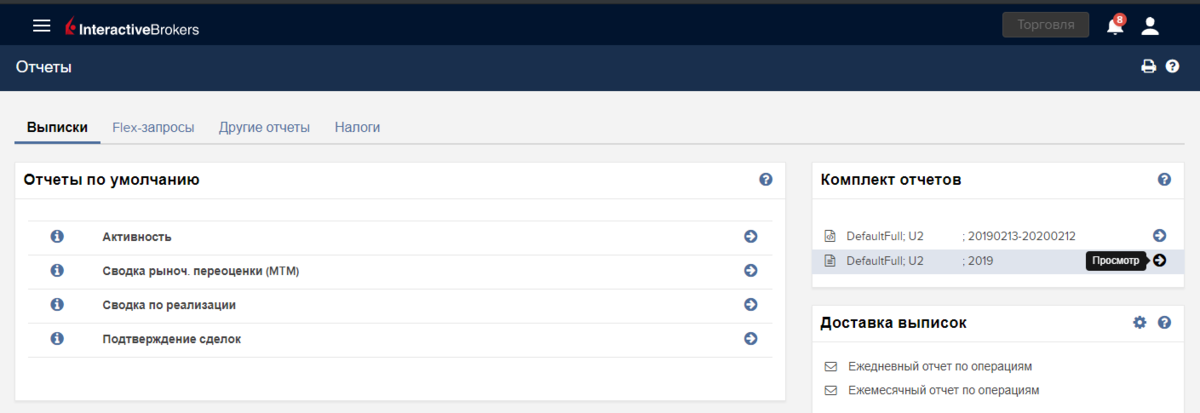 InteractiveBrokers
Торговля
8
Отчеты
Выписки Flex-запросы Другие отчеты Налоги
Отчеты по умолчанию
Активность
Сводка рыноч. переоценки (MTM)
Сводка по реализации
Подтверждение сделок
Комплект отчетов
DefaultFull; U2 ; 20190213-20200212
DefaultFull; U2 ; 2019
Просмотр
Доставка выписок
Ежедневный отчет по операциям
Ежемесячный отчет по операциям